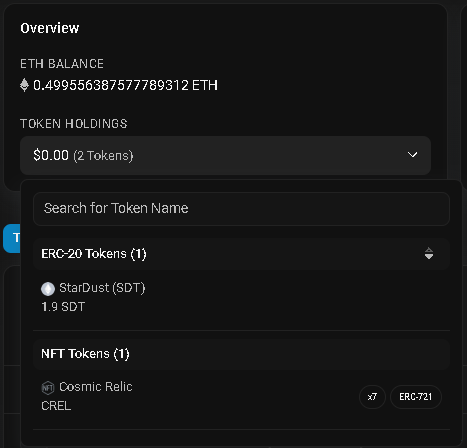 Overview
ETH BALANCE
0.499556387577789312 ETH
TOKEN HOLDINGS
$0.00 (2 Tokens)
Search for Token Name
T
ERC-20 Tokens (1)
StarDust (SDT)
1.9 SDT
NFT Tokens (1)
NFT Cosmic Relic
CREL
x7 ERC-721